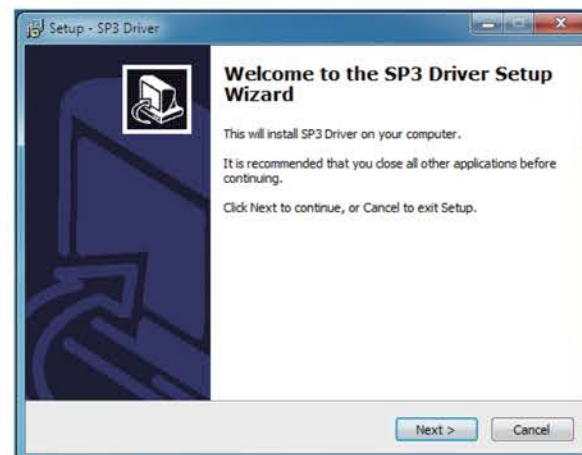 Setup - SP3 Driver
Welcome to the SP3 Driver Setup
Wizard
This will install SP3 Driver on your computer.
It is recommended that you close all other applications before
continuing.
Click Next to continue, or Cancel to exit Setup.
Next >
Cancel